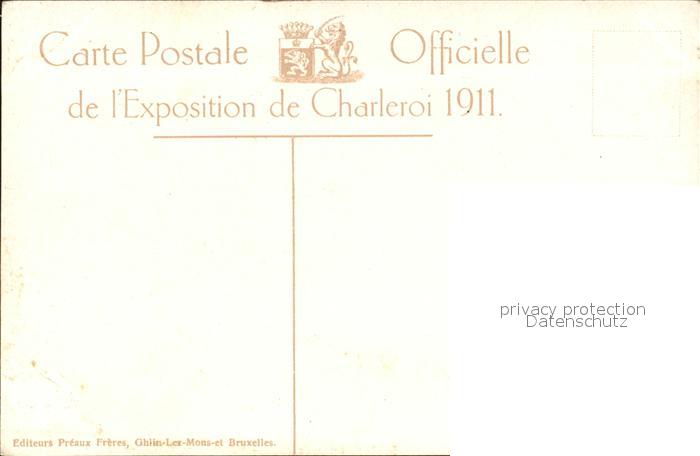 Carte Postale Officielle
de l'Exposition de Charleroi 1911.
privacy protection
Datenschutz
Editeurs Préaux Frères, Ghlin-Lez-Mons-et Bruxelles.